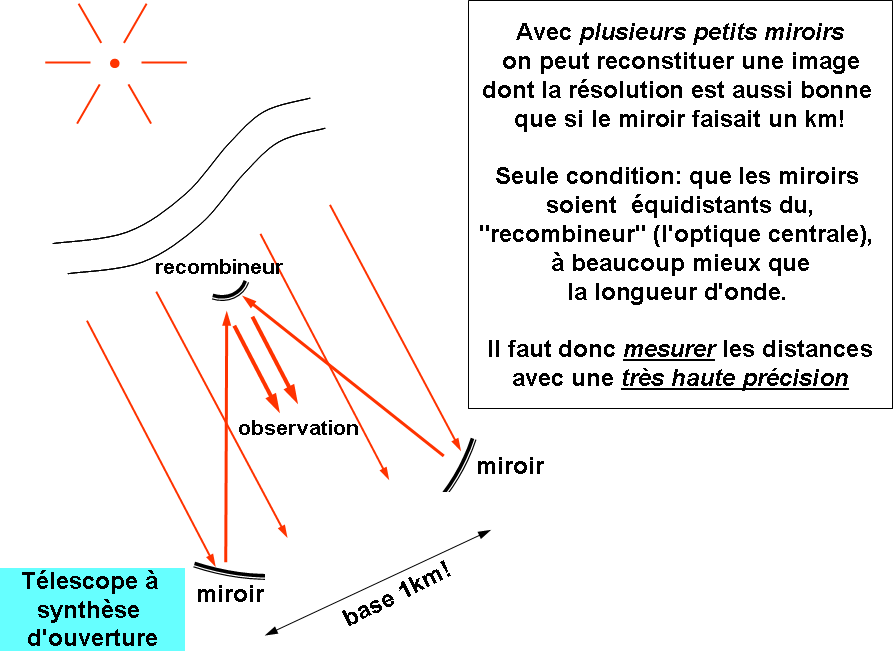 Avec plusieurs petits miroirs
on peut reconstituer une image
dont la résolution est aussi bonne
que si le miroir faisait un km!
Seule condition: que les miroirs
soient équidistants du,
"recombineur" (l'optique centrale),
à beaucoup mieux que
la longueur d'onde.
Il faut donc mesurer les distances
avec une très haute précision
recombineur
observation
miroir
miroir
base 1km!
Télescope à
synthèse
d'ouverture